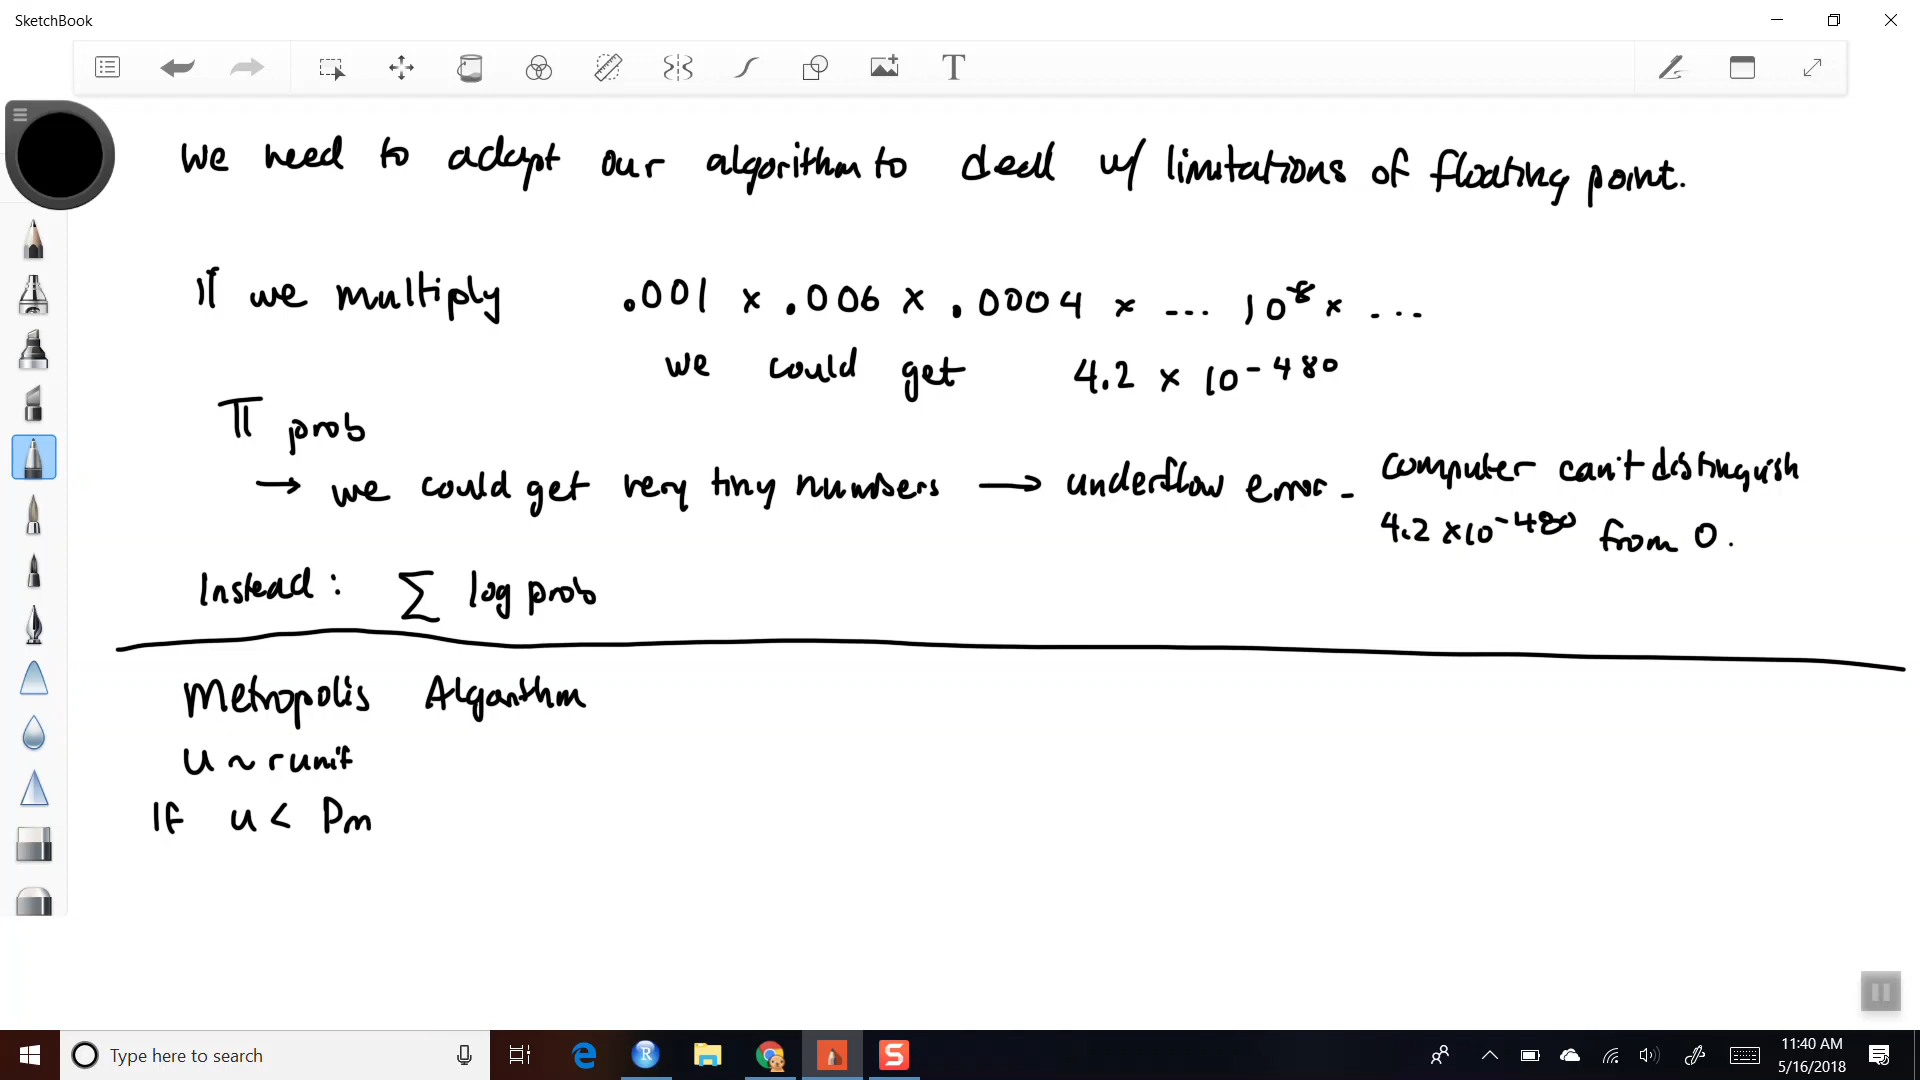 SketchBook
We need to adapt our algorithm to deal w/ limitations of floating point.
If we multiply .001 x .006 x .0004 x ... 10⁻⁸ x ...
we could get 4.2 x 10⁻⁴⁸⁰
π prob
→ we could get very tiny numbers → underflow error - computer can't distinguish
4.2 x 10⁻⁴⁸⁰ from 0.
Instead: Σ log prob
Metropolis Algorithm
u ~ runif
If u < Pm
Type here to search
11:40 AM
5/16/2018